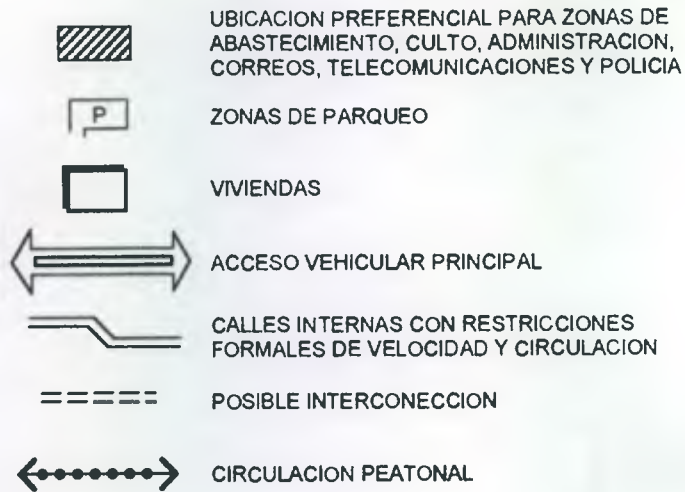 UBICACION PREFERENCIAL PARA ZONAS DE
ABASTECIMIENTO, CULTO, ADMINISTRACION,
CORREOS, TELECOMUNICACIONES Y POLICIA
P
ZONAS DE PARQUEO
VIVIENDAS
ACCESO VEHICULAR PRINCIPAL
CALLES INTERNAS CON RESTRICCIONES
FORMALES DE VELOCIDAD Y CIRCULACION
POSIBLE INTERCONECCION
CIRCULACION PEATONAL